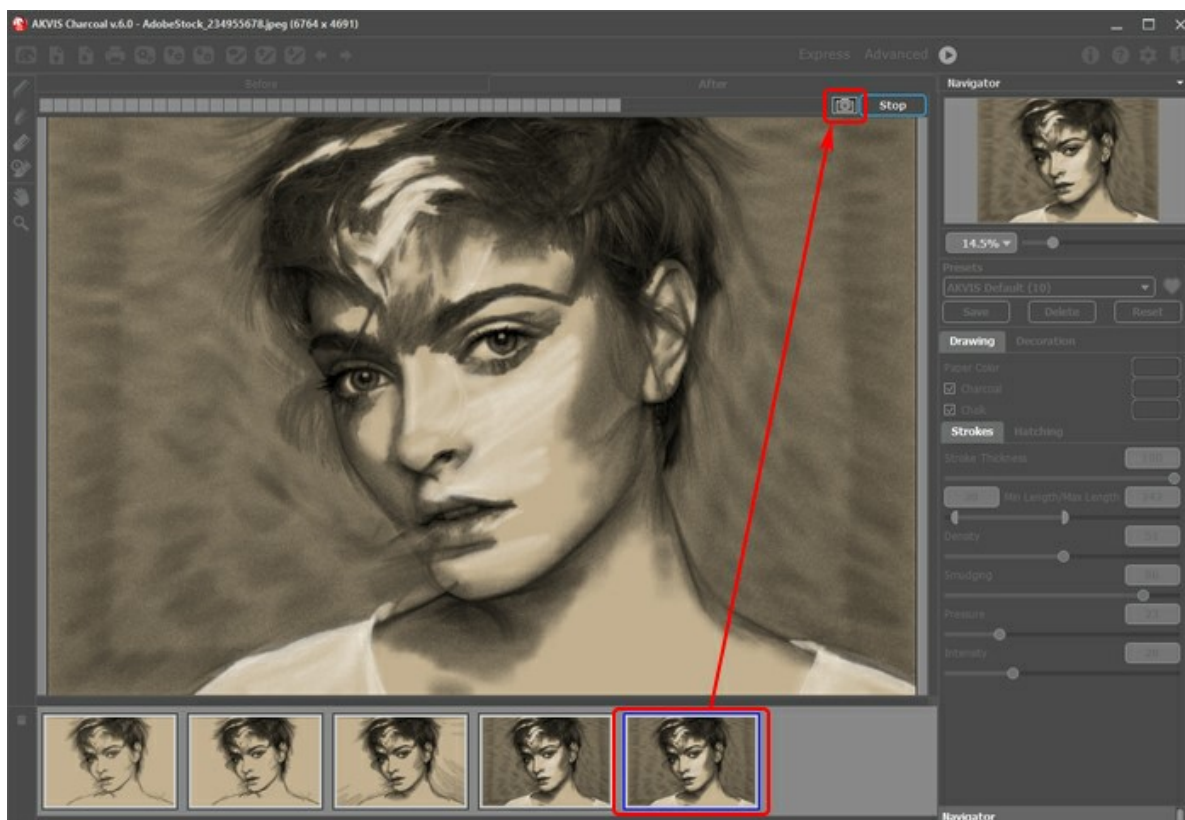 AKVIS Charcoal v.6.0 - AdobeStock_234955678.jpeg (6764 x 4691)
Express Advanced
Before
After
Stop
Navigator
14.5%
Presets
AKVIS Default (10)
Save Delete Reset
Drawing Decoration
Paper Color
Charcoal
Chalk
Strokes Hatching
Stroke Thickness
Min Length/Max Length
Density
Smudging
Pressure
Intensity
Navigator